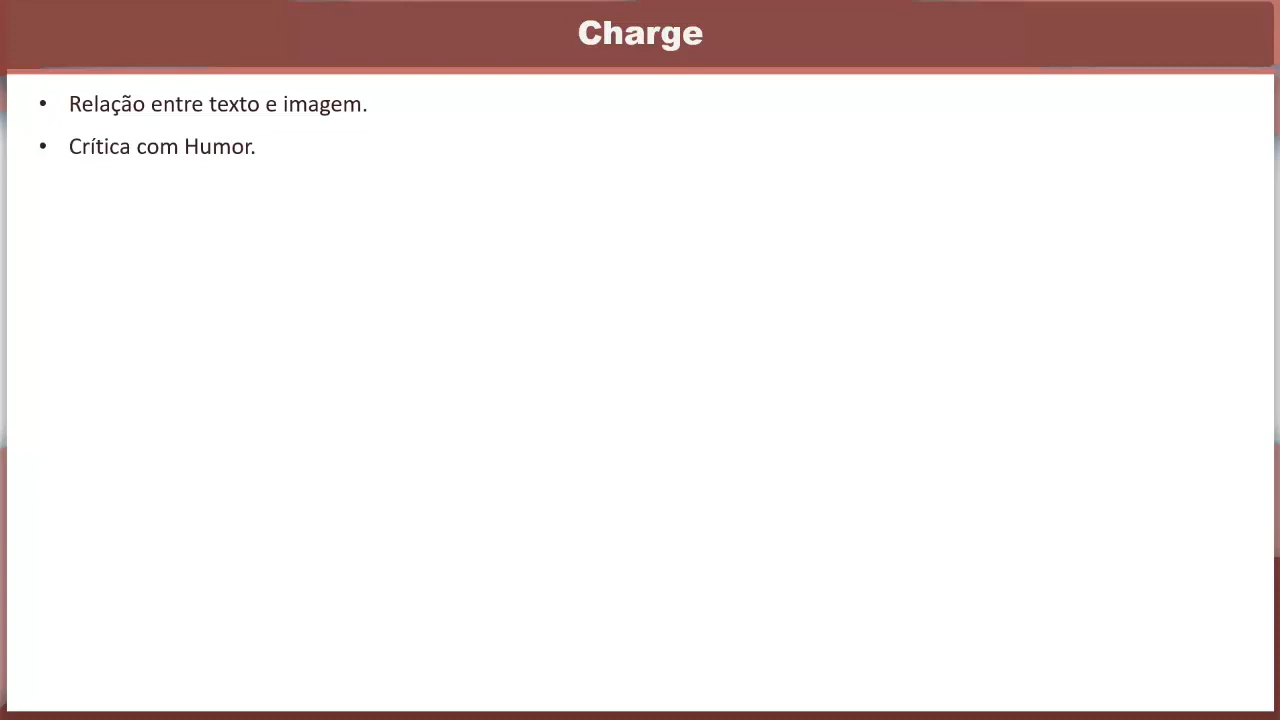 Charge
• Relação entre texto e imagem.
• Crítica com Humor.